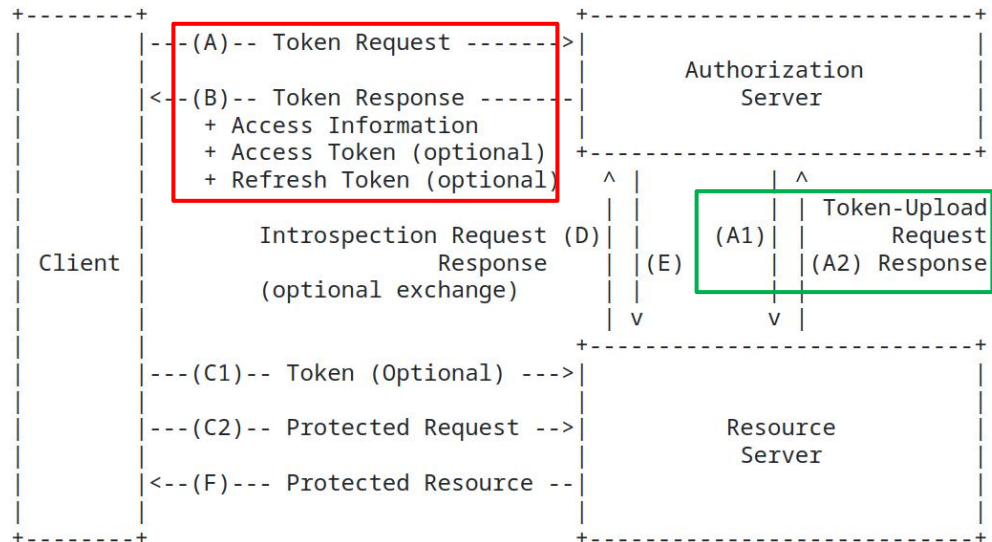 +--------+                               +----------------------------+
|        |---(A)-- Token Request ------->|                            |
|        |                               |       Authorization        |
|        |<--(B)-- Token Response -------|           Server           |
|        |    + Access Information       |                            |
|        |    + Access Token (optional)  +----------------------------+
|        |    + Refresh Token (optional)   ^ |         | ^
|        |                                 | |         | | Token-Upload
|        |        Introspection Request (D)| |     (A1)| |      Request
| Client |                     Response    | |(E)      | |(A2) Response
|        |        (optional exchange)      | |         | |
|        |                                 | v         v |
|        |                               +----------------------------+
|        |---(C1)-- Token (Optional) --->|                            |
|        |                               |                            |
|        |---(C2)-- Protected Request -->|          Resource          |
|        |                               |           Server           |
|        |<--(F)--- Protected Resource --|                            |
|        |                               |                            |
+--------+                               +----------------------------+